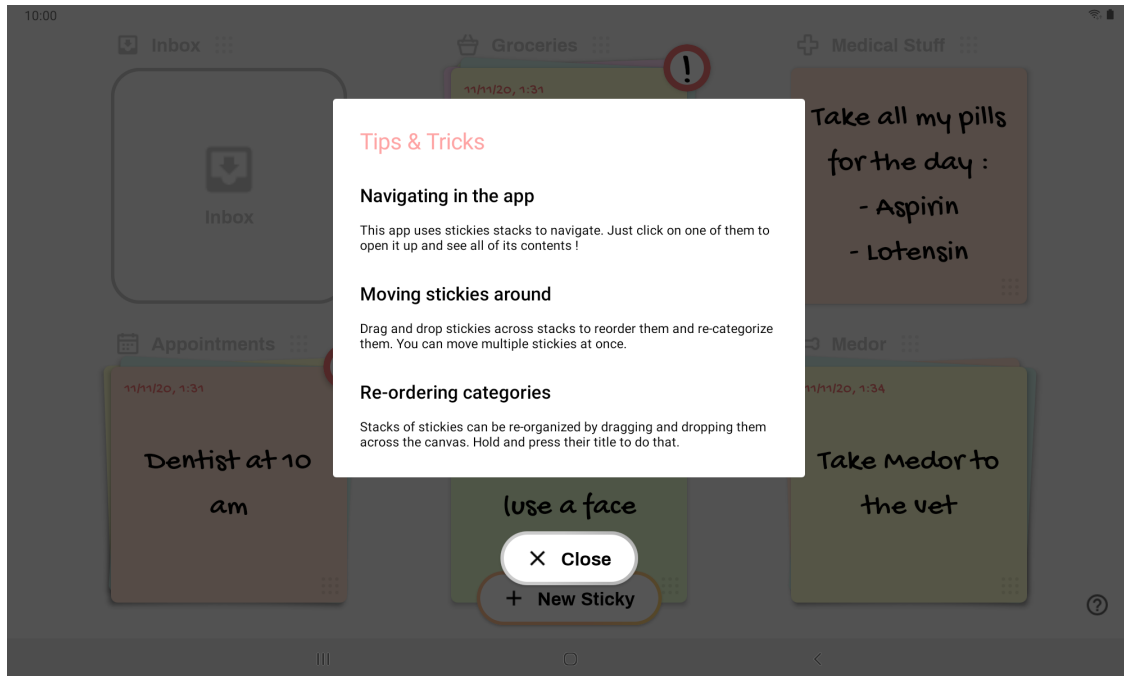 10:00
Inbox
Groceries
Medical Stuff
11/11/20, 1:31
!
Inbox
Take all my pills
for the day :
- Aspirin
- Lotensin
Tips & Tricks
Navigating in the app
This app uses stickies stacks to navigate. Just click on one of them to
open it up and see all of its contents !
Moving stickies around
Drag and drop stickies across stacks to reorder them and re-categorize
them. You can move multiple stickies at once.
Re-ordering categories
Stacks of stickies can be re-organized by dragging and dropping them
across the canvas. Hold and press their title to do that.
Appointments
Medor
11/11/20, 1:31
Dentist at 10
am
(use a face
11/11/20, 1:34
Take Medor to
the vet
Close
New Sticky
?